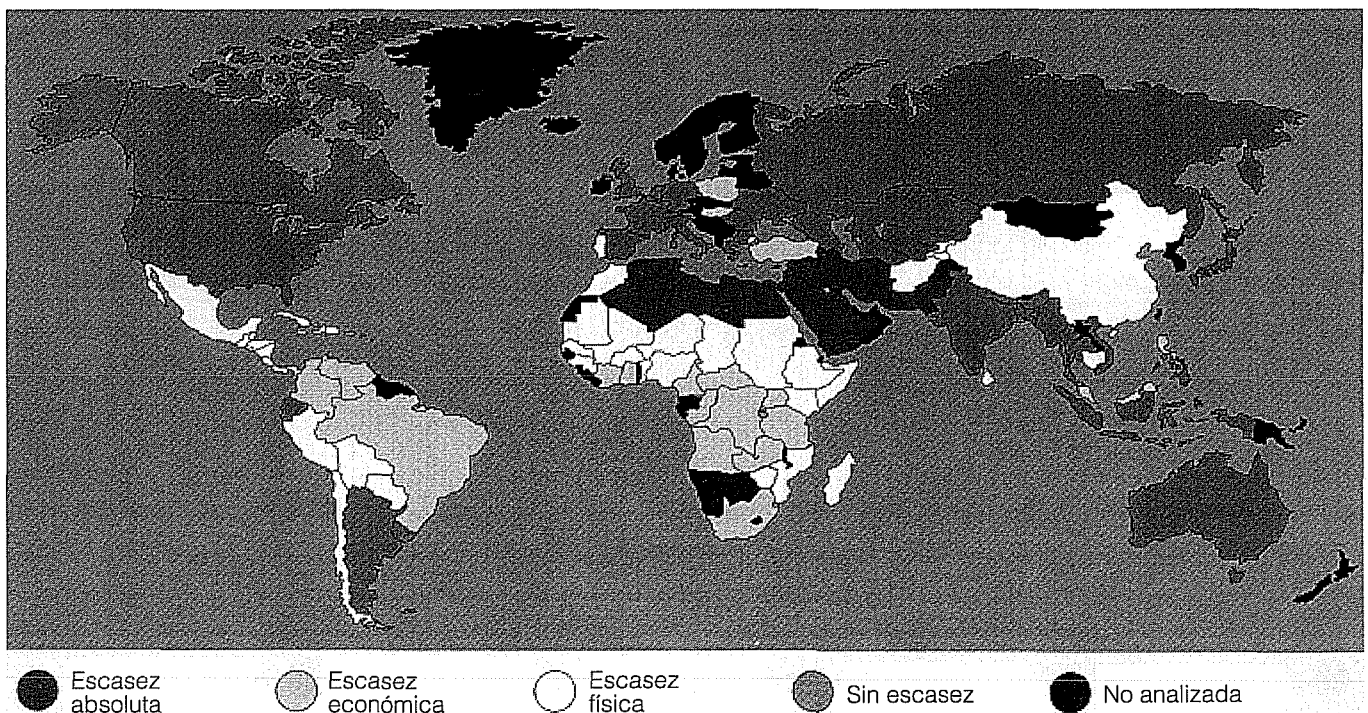 Escasez
absoluta
Escasez
económica
Escasez
física
Sin escasez
No analizada